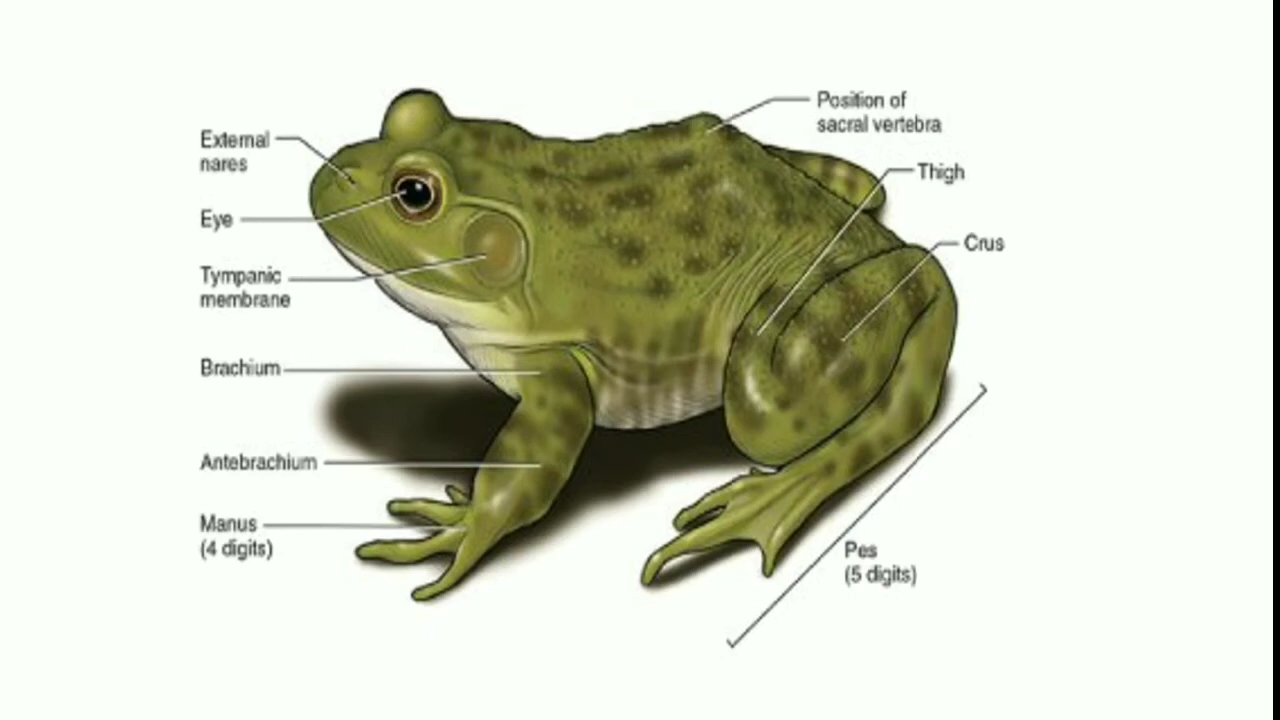 External
nares
Eye
Tympanic
membrane
Brachium
Antebrachium
Manus
(4 digits)
Position of
sacral vertebra
Thigh
Crus
Pes
(5 digits)